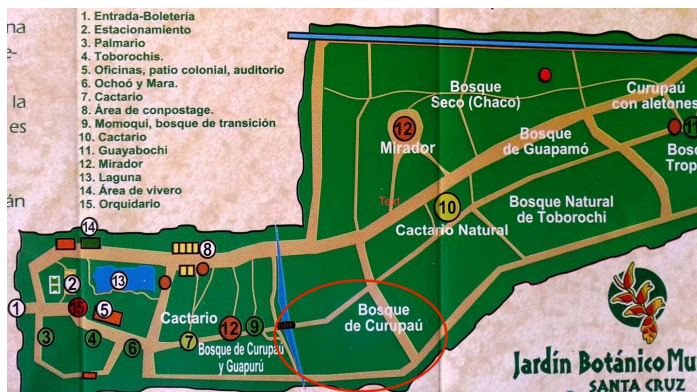 na
e-
la
es
án
1. Entrada-Boletería
2. Estacionamiento
3. Palmario
4. Toborochis.
5. Oficinas, patio colonial, auditorio
6. Ochoó y Mara.
7. Cactario
8. Área de conpostage.
9. Momoquí, bosque de transición
10. Cactario
11. Guayabochi
12. Mirador
13. Laguna
14. Área de vivero
15. Orquidario
Bosque
Seco (Chaco)
Curupaú
con aletones
12
Mirador
Bosque
de Guapamó
11
Bosq
Trop
Text
10
Cactario Natural
Bosque Natural
de Toborochi
14
8
2
13
1
15
5
Cactario
Bosque
de Curupaú
3
4
6
7
12
9
Bosque de Curupaú
y Guapurú
Jardín Botánico Mu
SANTA CRUZ